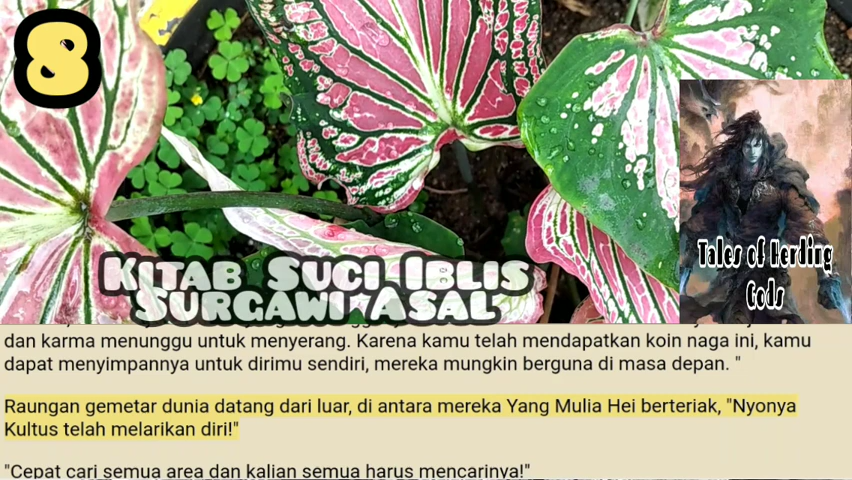 8
KITAB SUCI IBLIS
SURGAWI ASAL
Tales of Herding
Gods
dan karma menunggu untuk menyerang. Karena kamu telah mendapatkan koin naga ini, kamu
dapat menyimpannya untuk dirimu sendiri, mereka mungkin berguna di masa depan. "
Raungan gemetar dunia datang dari luar, di antara mereka Yang Mulia Hei berteriak, "Nyonya
Kultus telah melarikan diri!"
"Cepat cari semua area dan kalian semua harus mencarinya!"